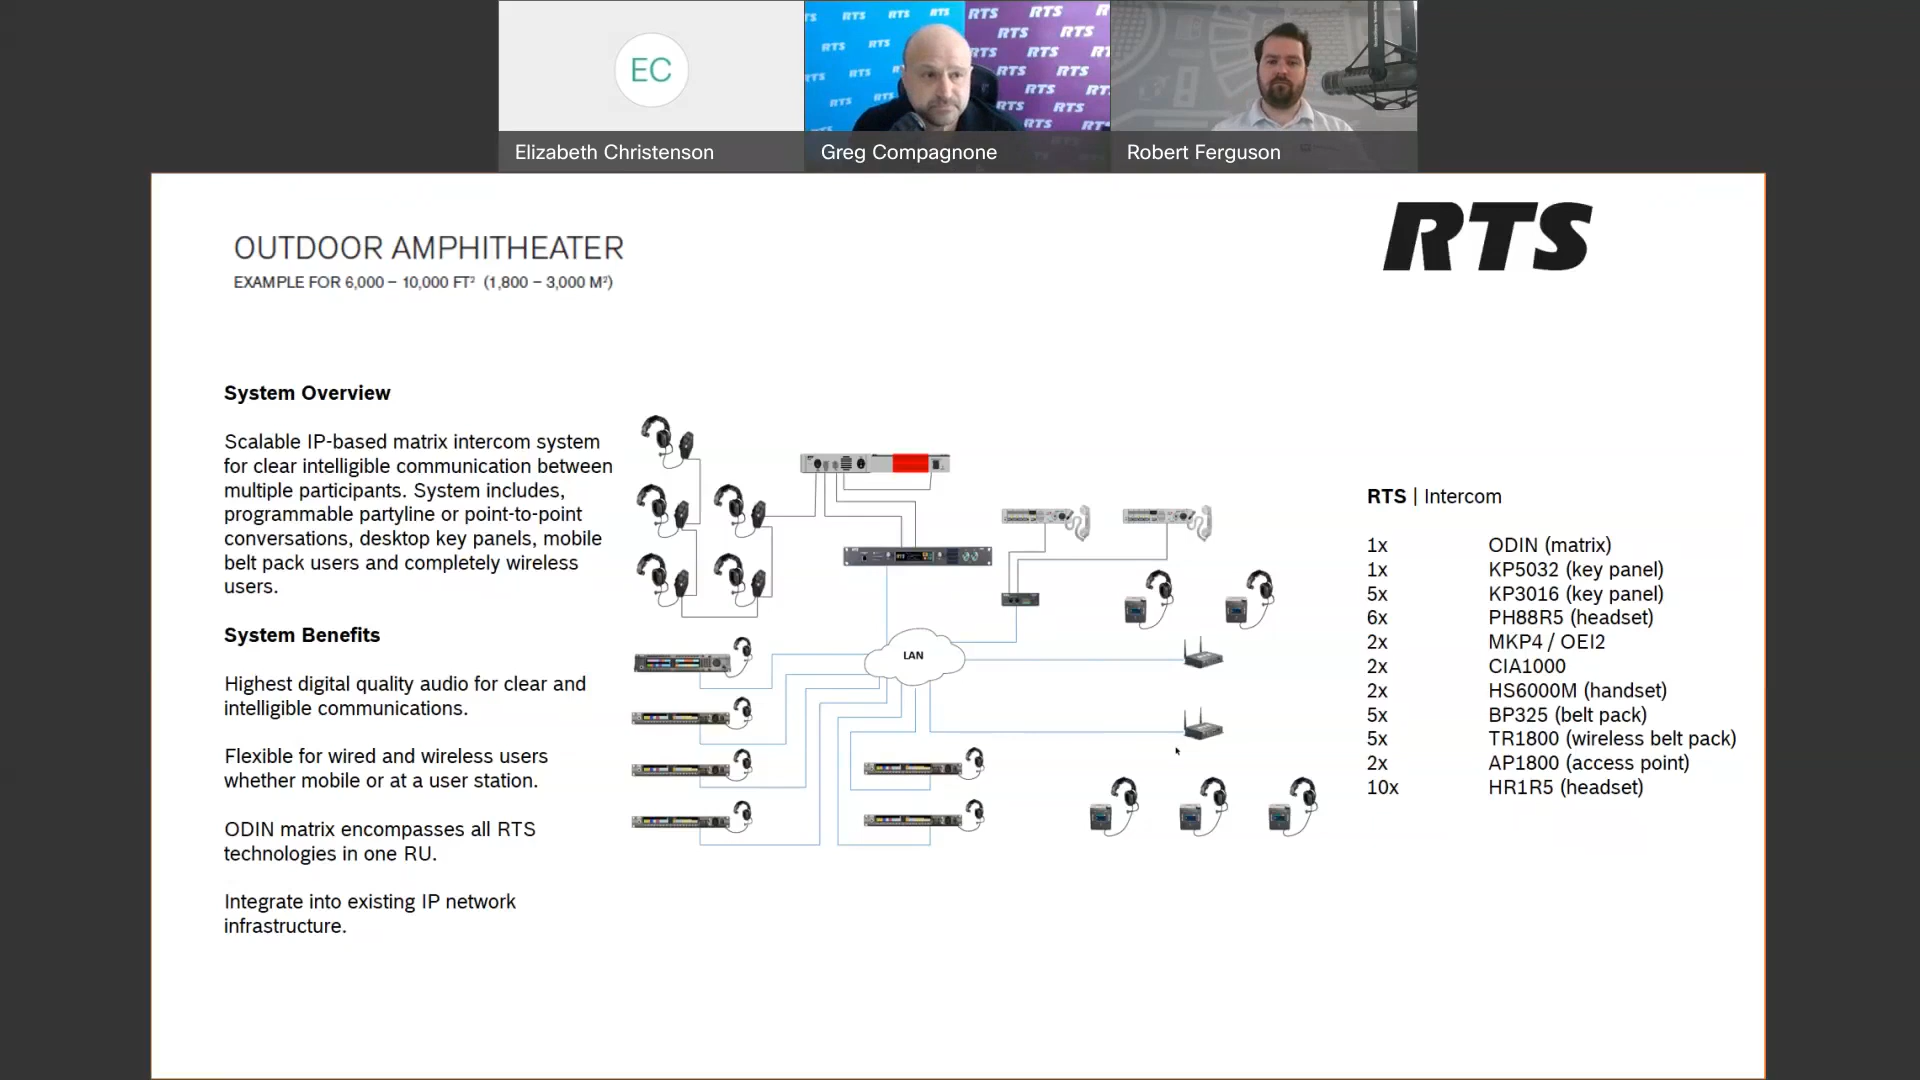 EC
Elizabeth Christenson
Greg Compagnone
Robert Ferguson
RTS
OUTDOOR AMPHITHEATER
EXAMPLE FOR 6,000 – 10,000 FT² (1,800 – 3,000 M²)
System Overview
Scalable IP-based matrix intercom system
for clear intelligible communication between
multiple participants. System includes,
programmable partyline or point-to-point
conversations, desktop key panels, mobile
belt pack users and completely wireless
users.
System Benefits
Highest digital quality audio for clear and
intelligible communications.
Flexible for wired and wireless users
whether mobile or at a user station.
ODIN matrix encompasses all RTS
technologies in one RU.
Integrate into existing IP network
infrastructure.
LAN
RTS | Intercom
1x ODIN (matrix)
1x KP5032 (key panel)
5x KP3016 (key panel)
6x PH88R5 (headset)
2x MKP4 / OEI2
2x CIA1000
2x HS6000M (handset)
5x BP325 (belt pack)
5x TR1800 (wireless belt pack)
2x AP1800 (access point)
10x HR1R5 (headset)